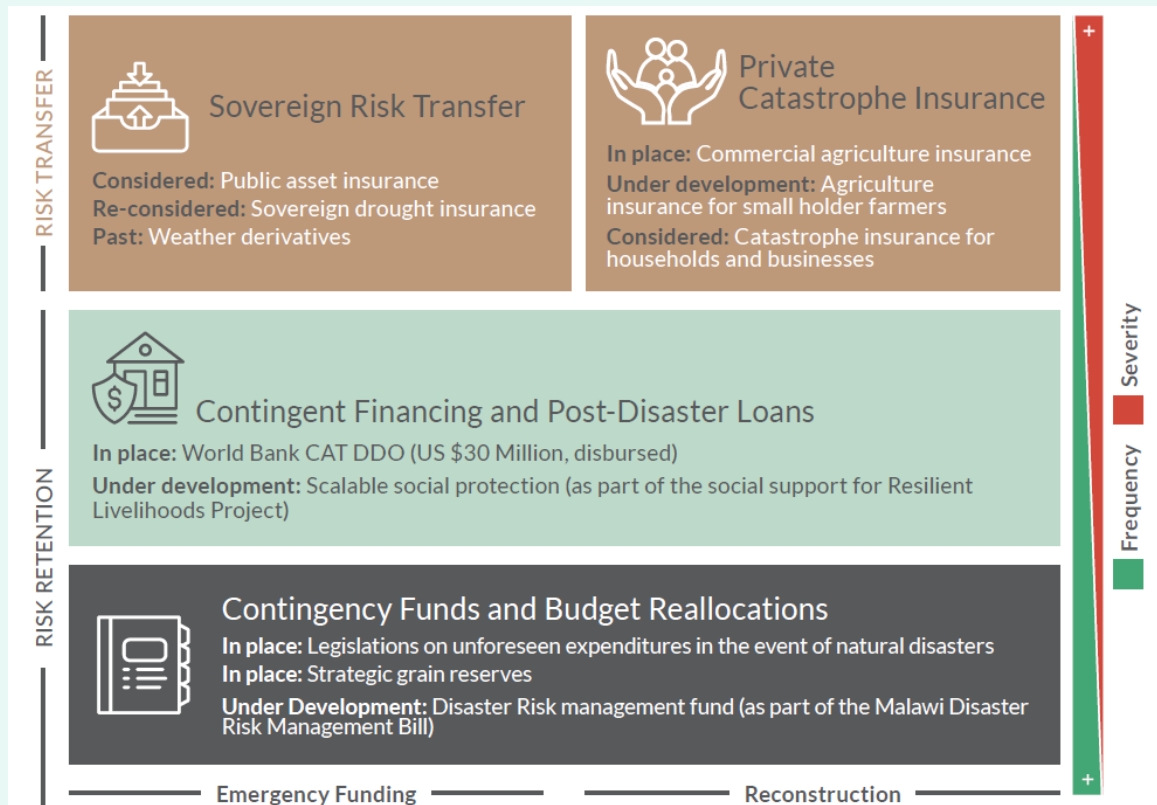 RISK TRANSFER
Sovereign Risk Transfer
Considered: Public asset insurance
Re-considered: Sovereign drought insurance
Past: Weather derivatives
Private
Catastrophe Insurance
In place: Commercial agriculture insurance
Under development: Agriculture
insurance for small holder farmers
Considered: Catastrophe insurance for
households and businesses
RISK RETENTION
$
Contingent Financing and Post-Disaster Loans
In place: World Bank CAT DDO (US $30 Million, disbursed)
Under development: Scalable social protection (as part of the social support for Resilient
Livelihoods Project)
Contingency Funds and Budget Reallocations
In place: Legislations on unforeseen expenditures in the event of natural disasters
In place: Strategic grain reserves
Under Development: Disaster Risk management fund (as part of the Malawi Disaster
Risk Management Bill)
Emergency Funding
Reconstruction
+
+
Severity
Frequency